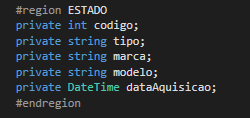 #region ESTADO
private int codigo;
private string tipo;
private string marca;
private string modelo;
private DateTime dataAquisicao;
#endregion